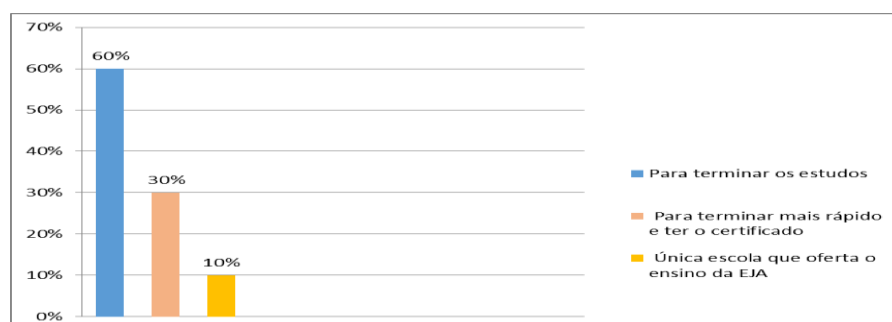 70%
60%
60%
50%
40%
30%
30%
20%
10%
10%
0%
Para terminar os estudos
Para terminar mais rápido
e ter o certificado
Única escola que oferta o
ensino da EJA